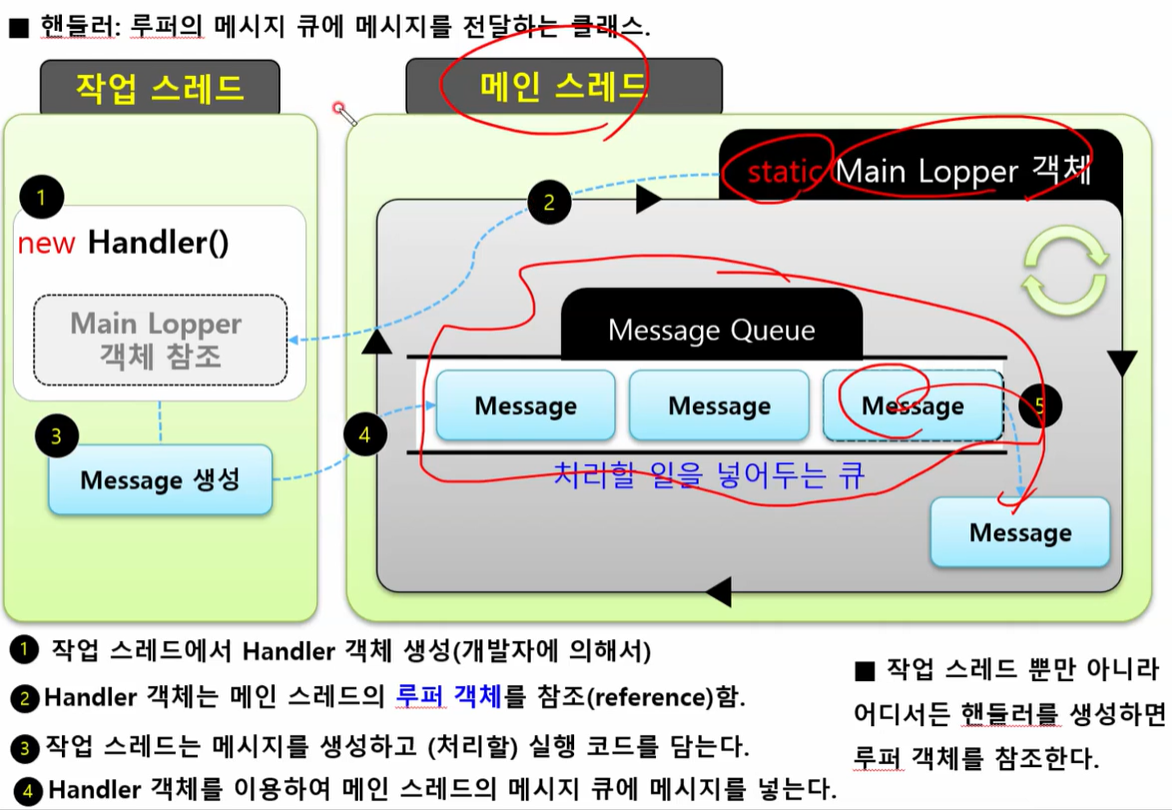 ■ 핸들러: 루퍼의 메시지 큐에 메시지를 전달하는 클래스.
작업 스레드
메인 스레드
static Main Lopper 객체
1
2
new Handler()
Main Lopper
객체 참조
Message Queue
Message
Message
Message
5
3
4
Message 생성
처리할 일을 넣어두는 큐
Message
1 작업 스레드에서 Handler 객체 생성(개발자에 의해서)
2 Handler 객체는 메인 스레드의 루퍼 객체를 참조(reference)함.
3 작업 스레드는 메시지를 생성하고 (처리할) 실행 코드를 담는다.
4 Handler 객체를 이용하여 메인 스레드의 메시지 큐에 메시지를 넣는다.
■ 작업 스레드 뿐만 아니라
어디서든 핸들러를 생성하면
루퍼 객체를 참조한다.